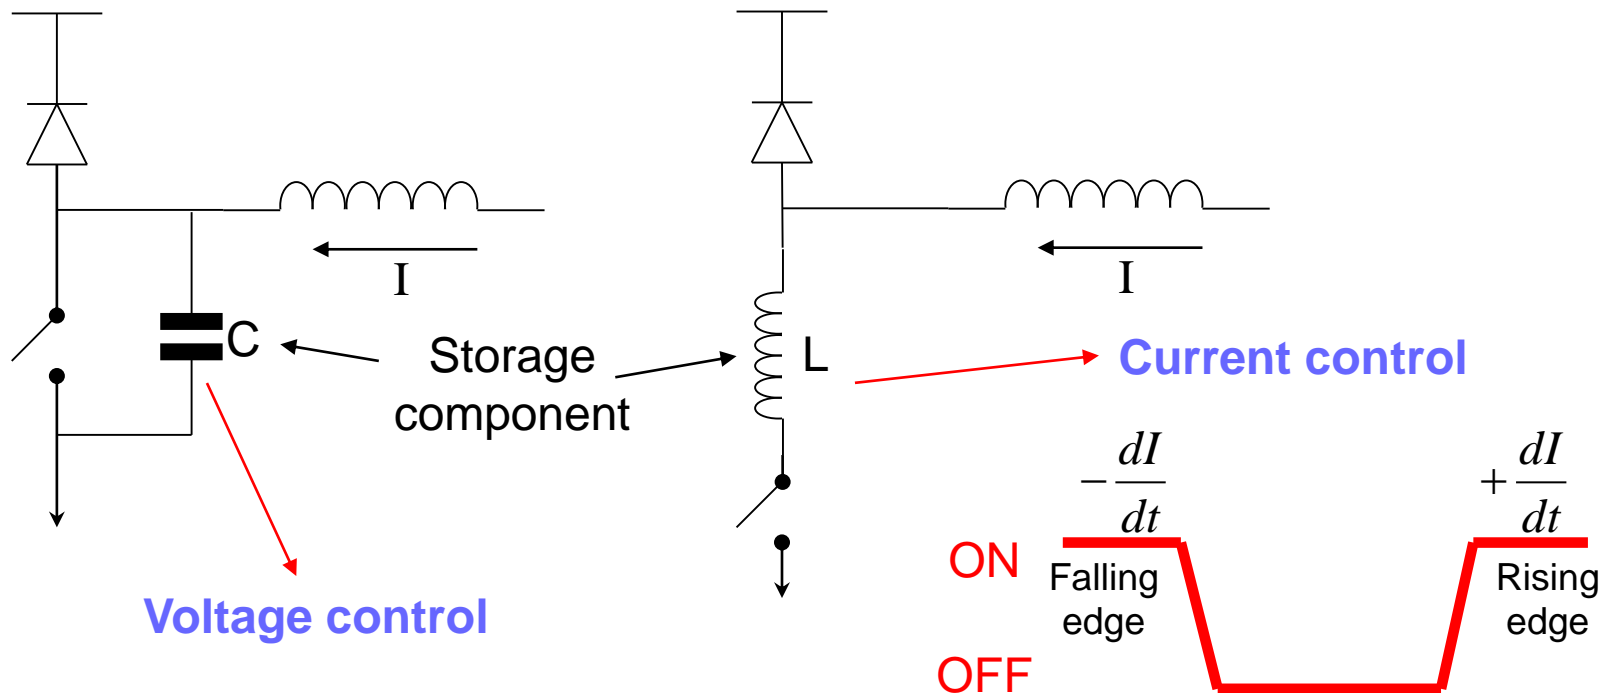 I
I
C
Storage
component
L
Current control
Voltage control
− dI/dt
+ dI/dt
ON
Falling
edge
Rising
edge
OFF